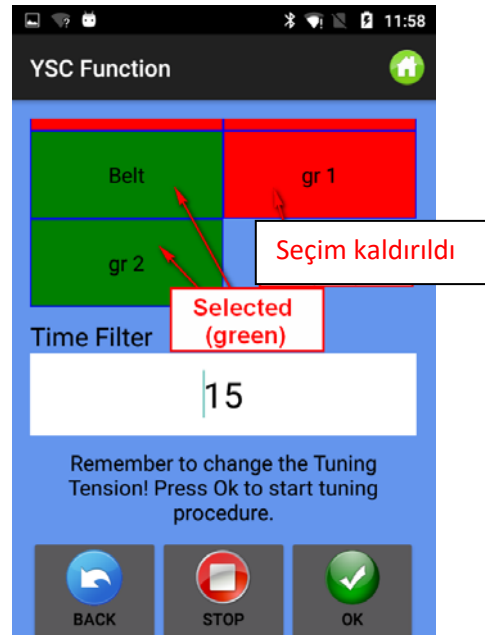 11:58
YSC Function
Belt
gr 1
gr 2
Seçim kaldırıldı
Selected
(green)
Time Filter
15
Remember to change the Tuning
Tension! Press Ok to start tuning
procedure.
BACK
STOP
OK